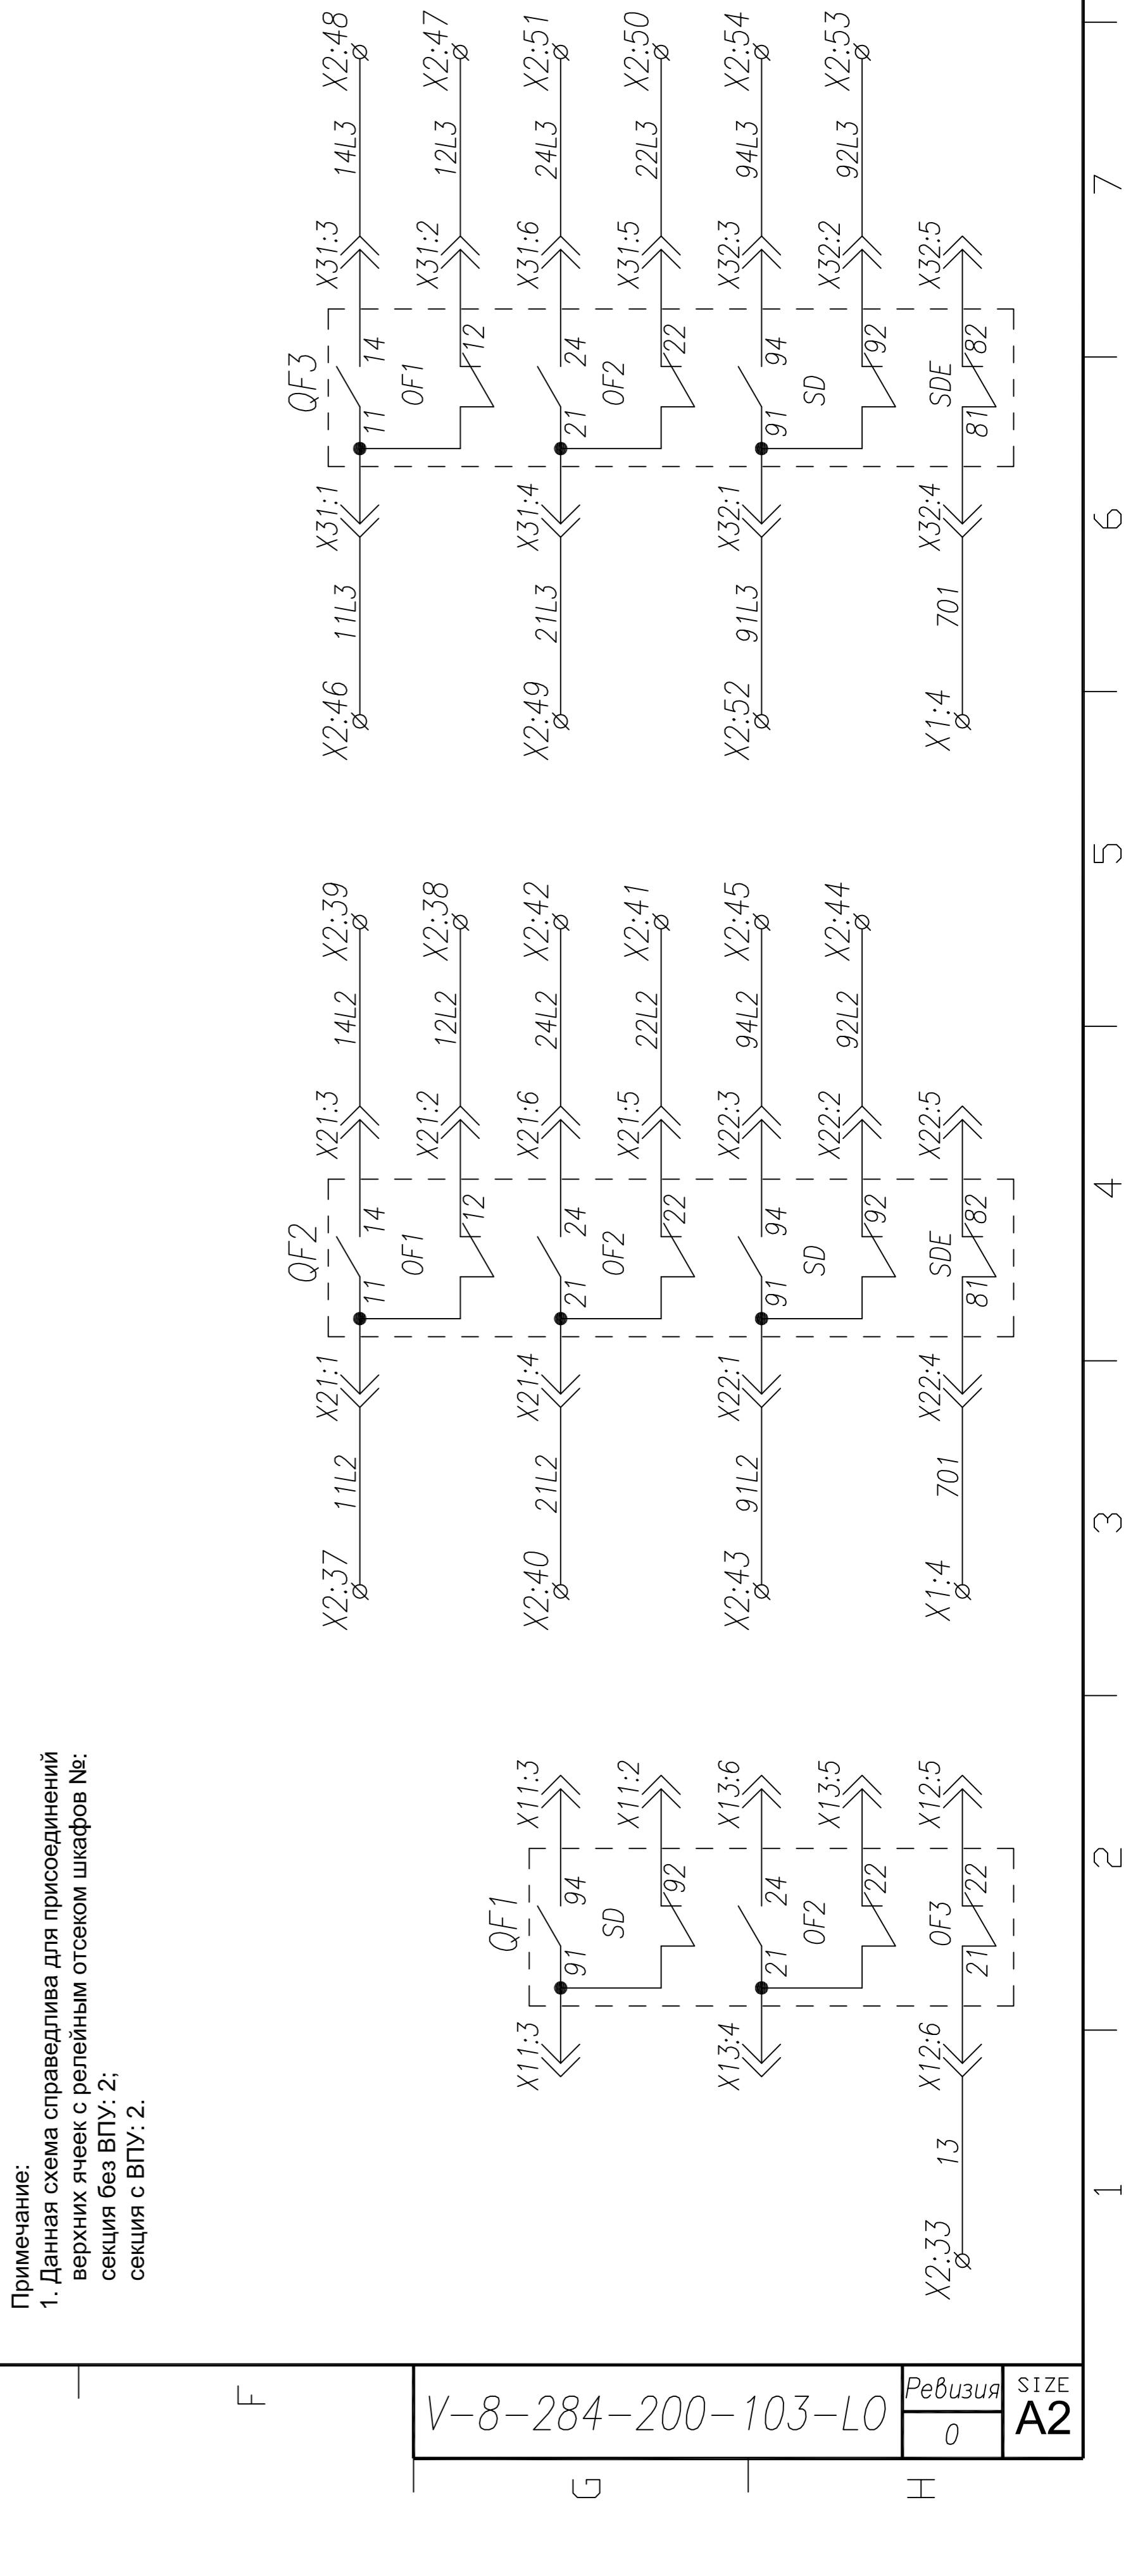 Примечание:
1. Данная схема справедлива для присоединений
верхних ячеек с релейным отсеком шкафов №:
секция без ВПУ: 2;
секция с ВПУ: 2.
QF1
X11:3 91 94 X11:3
SD
92 X11:2
X13:4 21 24 X13:6
OF2
22 X13:5
OF3
X2:33 13 X12:6 21 22 X12:5
QF2
X2:37 11L2 X21:1 11 14 X21:3 14L2 X2:39
OF1
12 X21:2 12L2 X2:38
X2:40 21L2 X21:4 21 24 X21:6 24L2 X2:42
OF2
22 X21:5 22L2 X2:41
X2:43 91L2 X22:1 91 94 X22:3 94L2 X2:45
SD
92 X22:2 92L2 X2:44
SDE
X1:4 701 X22:4 81 82 X22:5
QF3
X2:46 11L3 X31:1 11 14 X31:3 14L3 X2:48
OF1
12 X31:2 12L3 X2:47
X2:49 21L3 X31:4 21 24 X31:6 24L3 X2:51
OF2
22 X31:5 22L3 X2:50
X2:52 91L3 X32:1 91 94 X32:3 94L3 X2:54
SD
92 X32:2 92L3 X2:53
SDE
X1:4 701 X32:4 81 82 X32:5
1 2 3 4 5 6 7
F
G
H
V-8-284-200-103-LO
Ревизия
0
SIZE
A2